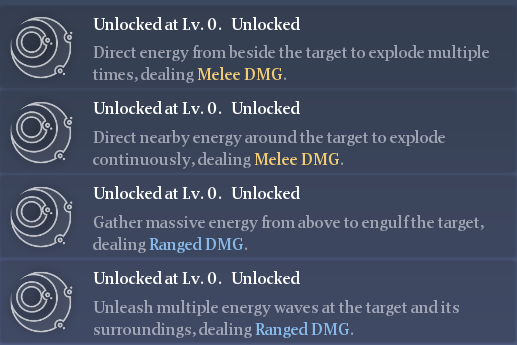 Unlocked at Lv. 0. Unlocked
Direct energy from beside the target to explode multiple
times, dealing Melee DMG.
Unlocked at Lv. 0. Unlocked
Direct nearby energy around the target to explode
continuously, dealing Melee DMG.
Unlocked at Lv. 0. Unlocked
Gather massive energy from above to engulf the target,
dealing Ranged DMG.
Unlocked at Lv. 0. Unlocked
Unleash multiple energy waves at the target and its
surroundings, dealing Ranged DMG.